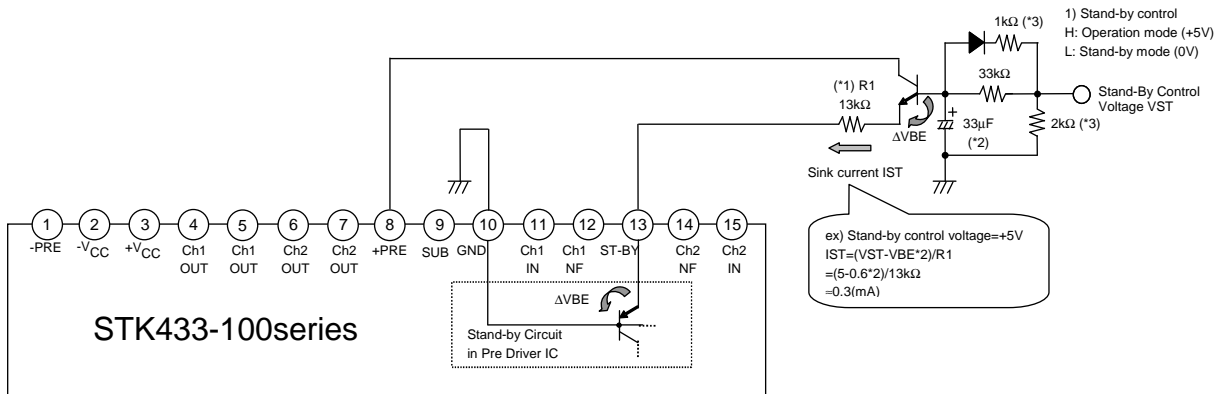 1kΩ (*3)
1) Stand-by control
H: Operation mode (+5V)
L: Stand-by mode (0V)
33kΩ
Stand-By Control
Voltage VST
(*1) R1
13kΩ
ΔVBE
+
33μF
(*2)
2kΩ (*3)
Sink current IST
ex) Stand-by control voltage=+5V
IST=(VST-VBE*2)/R1
=(5-0.6*2)/13kΩ
≈0.3(mA)
1 2 3 4 5 6 7 8 9 10 11 12 13 14 15
-PRE -VCC +VCC Ch1 Ch1 Ch2 Ch2 +PRE SUB GND Ch1 Ch1 ST-BY Ch2 Ch2
OUT OUT OUT OUT IN NF NF IN
ΔVBE
STK433-100series
Stand-by Circuit
in Pre Driver IC